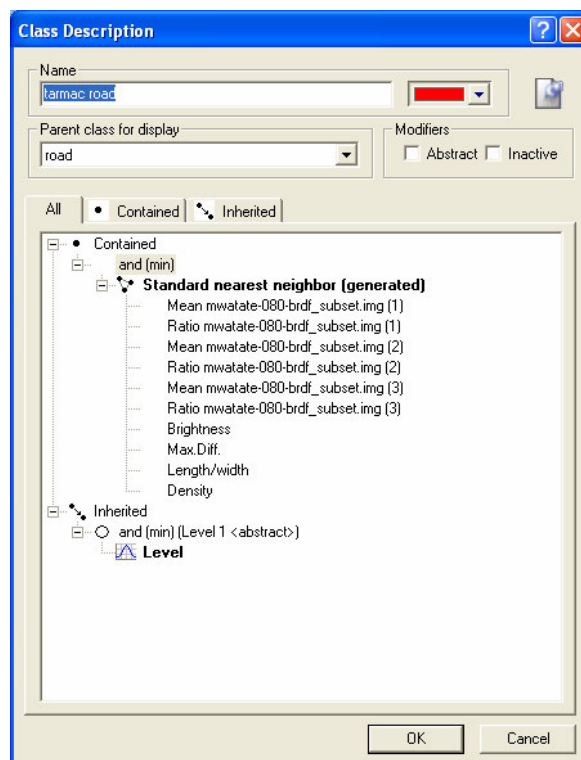 Class Description
Name
tarmac road
Parent class for display
road
Modifiers
Abstract Inactive
All Contained Inherited
Contained
and (min)
Standard nearest neighbor (generated)
Mean mwatate-080-brdf_subset.img (1)
Ratio mwatate-080-brdf_subset.img (1)
Mean mwatate-080-brdf_subset.img (2)
Ratio mwatate-080-brdf_subset.img (2)
Mean mwatate-080-brdf_subset.img (3)
Ratio mwatate-080-brdf_subset.img (3)
Brightness
Max.Diff.
Length/width
Density
Inherited
and (min) (Level 1 <abstract>)
Level
OK Cancel